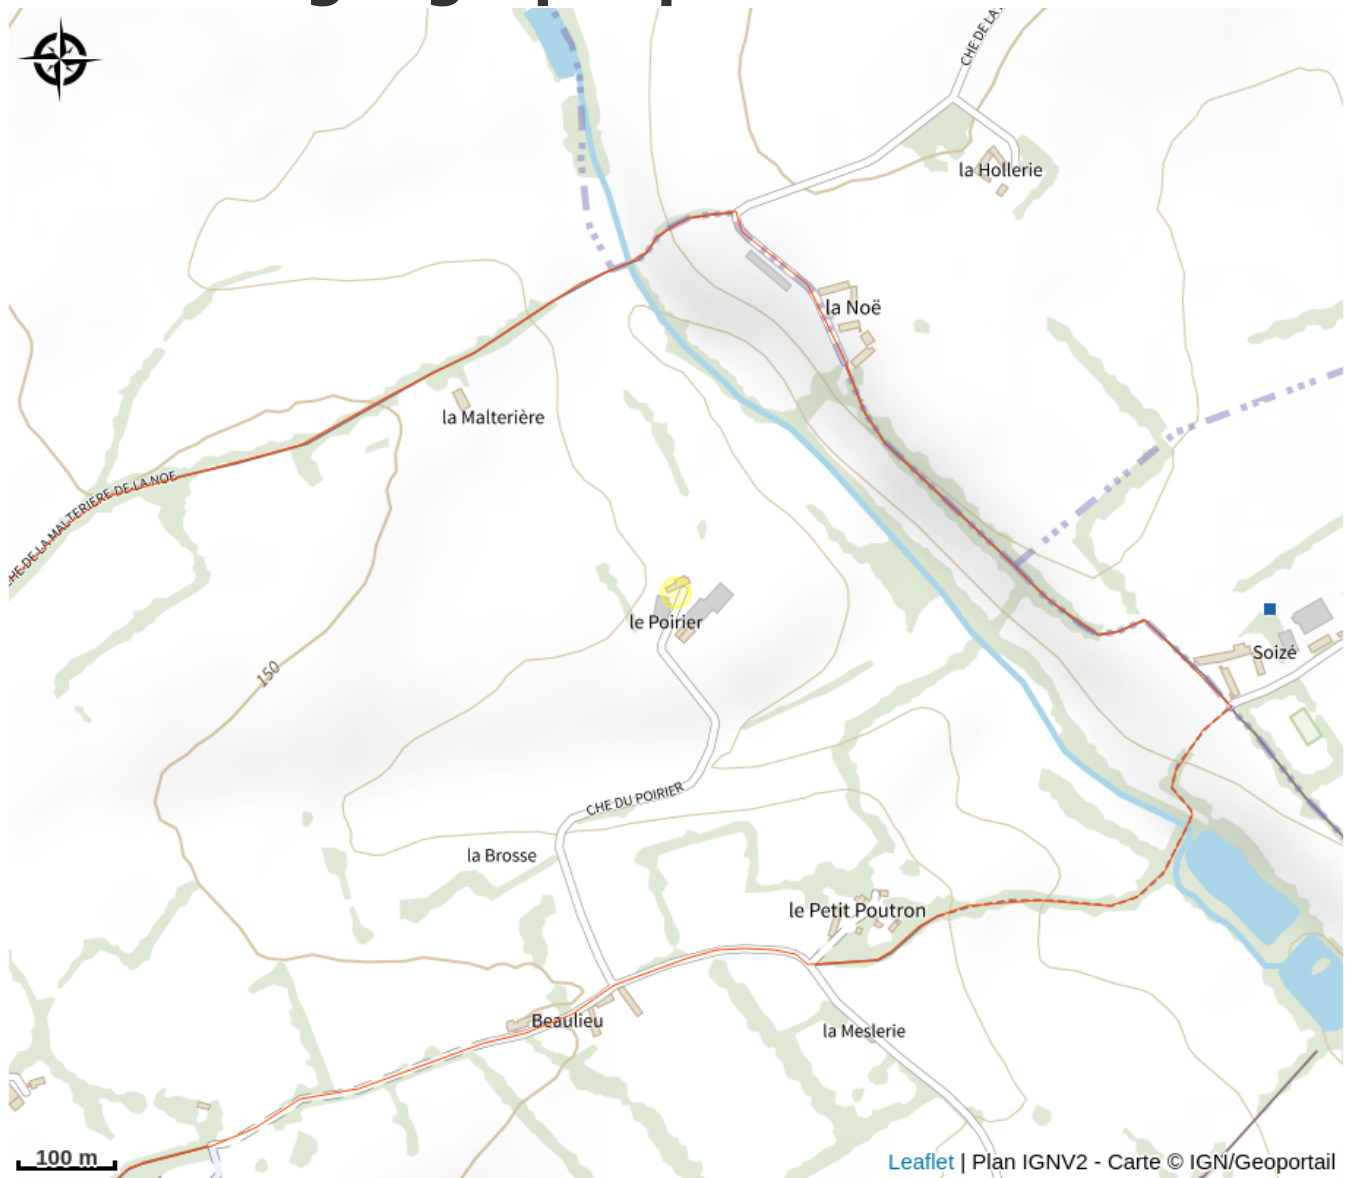 CHE DE LA
la Hollerie
la Noë
la Malterière
CHE DE LA MALTERIERE DE LA NOE
le Poirier
Soizé
150
CHE DU POIRIER
la Brosse
le Petit Poutron
Beaulieu
la Meslerie
100 m
Leaflet | Plan IGNV2 - Carte © IGN/Geoportail